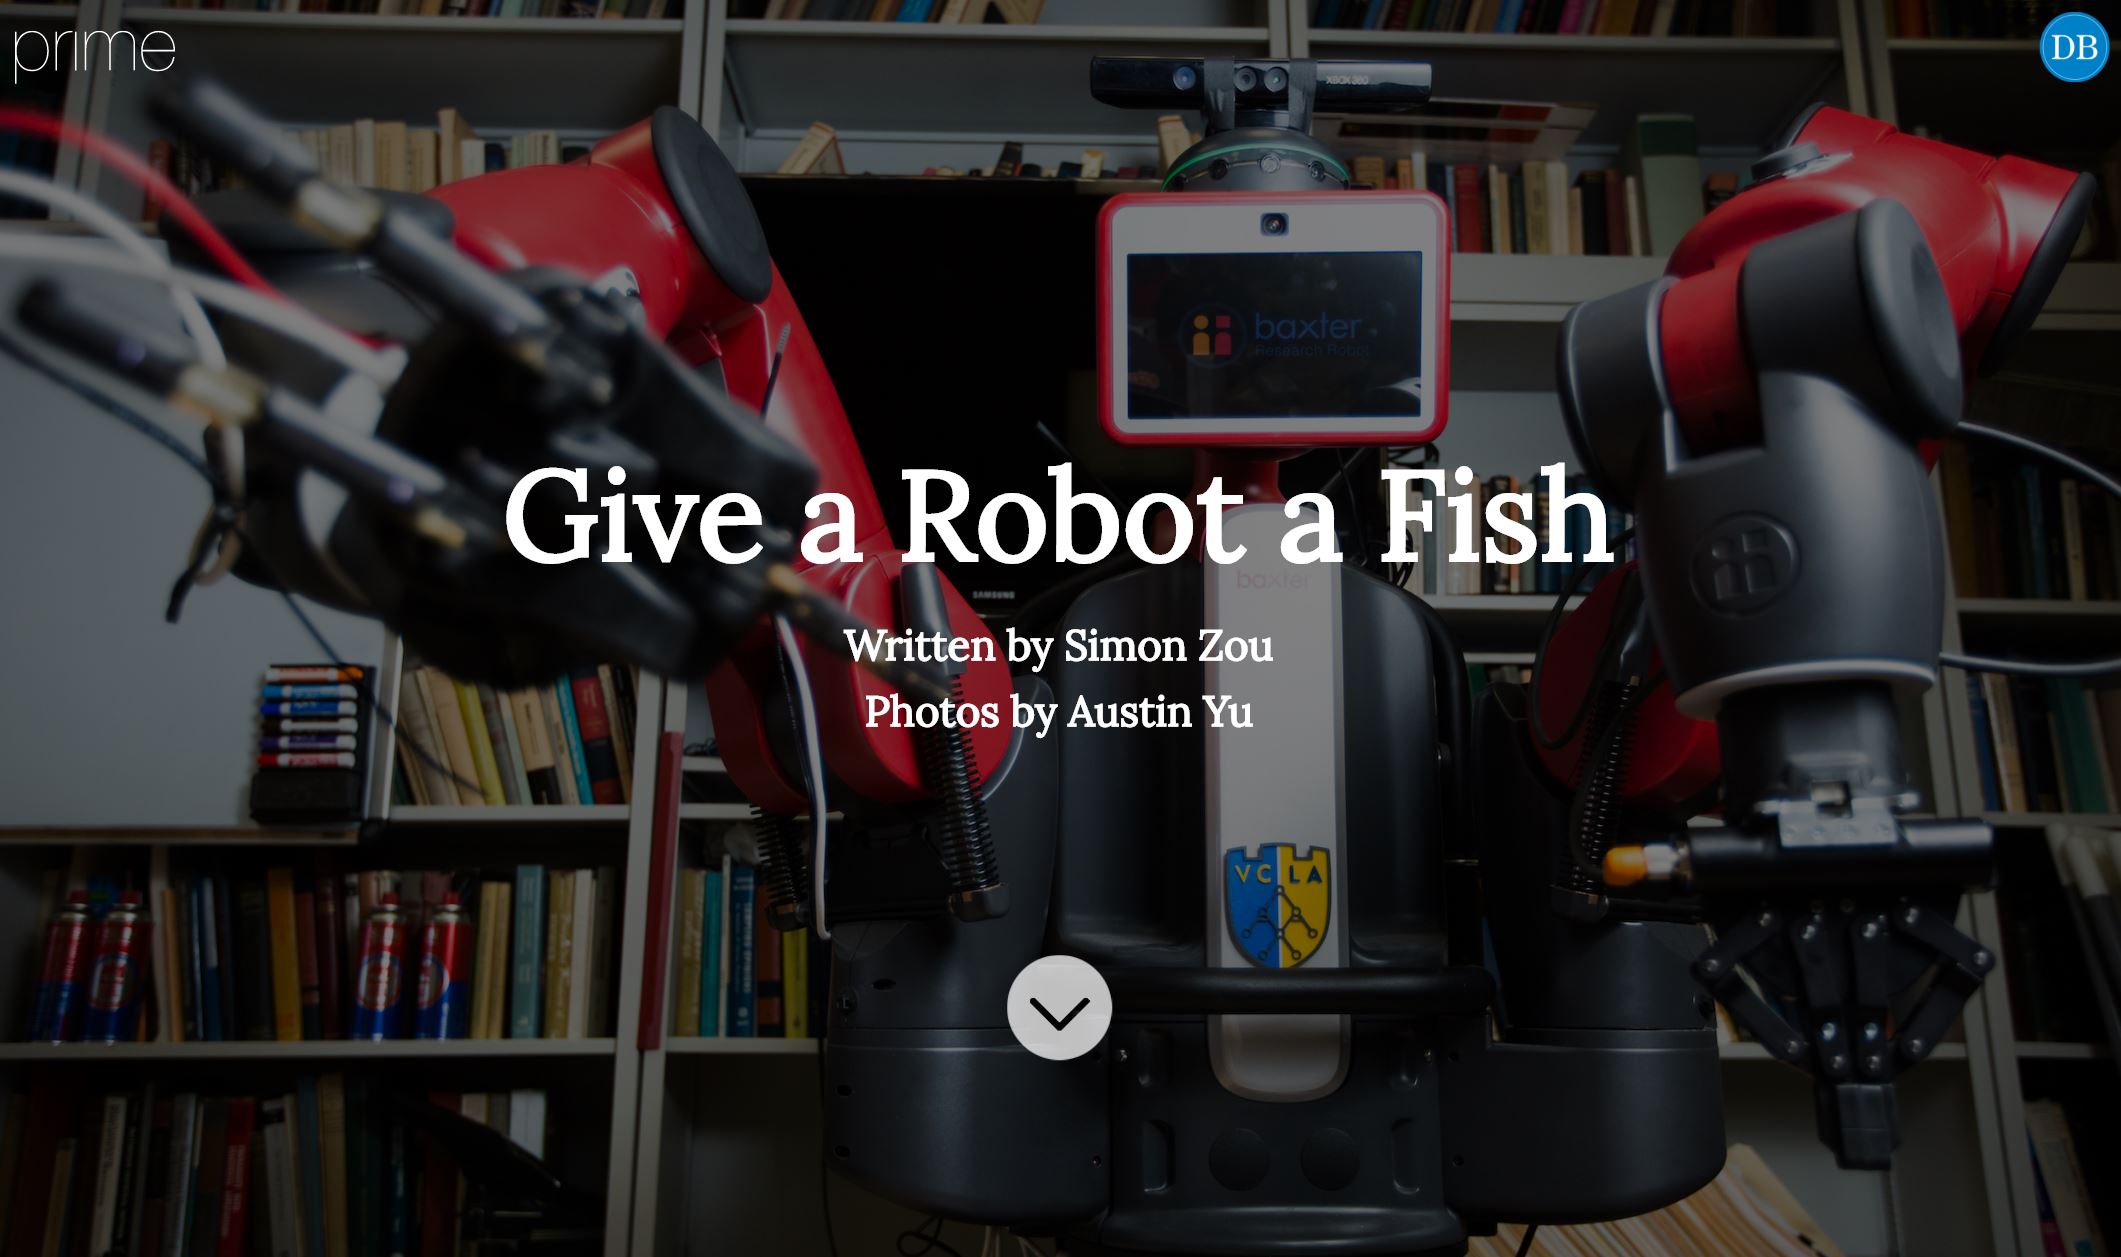 prime
DB
XBOX 360
baxter
Research Robot
Give a Robot a Fish
baxter
SAMSUNG
Written by Simon Zou
Photos by Austin Yu
VCLA